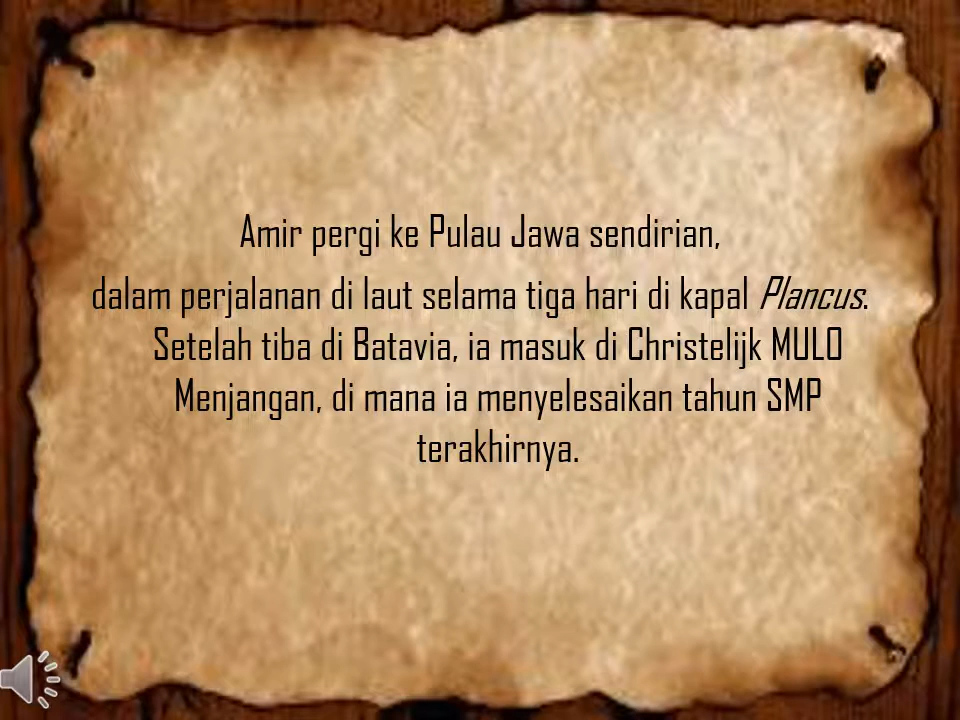 Amir pergi ke Pulau Jawa sendirian,
dalam perjalanan di laut selama tiga hari di kapal Plancus.
Setelah tiba di Batavia, ia masuk di Christelijk MULO
Menjangan, di mana ia menyelesaikan tahun SMP
terakhirnya.